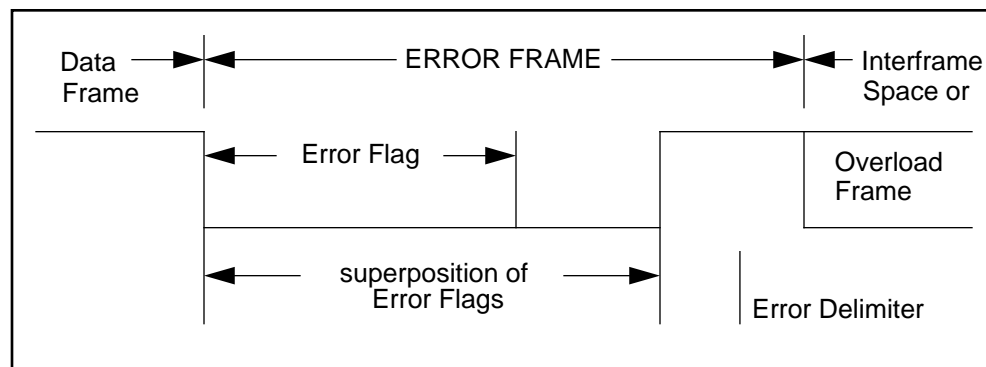 Data
Frame
ERROR FRAME
Interframe
Space or
Error Flag
Overload
Frame
superposition of
Error Flags
Error Delimiter